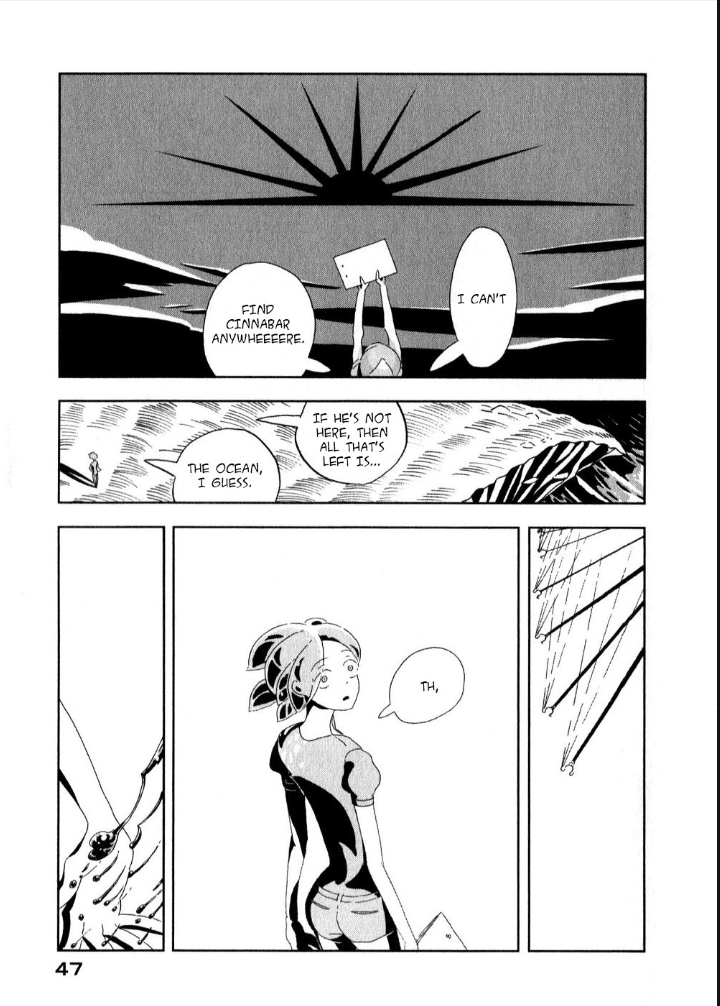 I CAN'T
FIND
CINNABAR
ANYWHEEEERE.
IF HE'S NOT
HERE, THEN
ALL THAT'S
LEFT IS...
THE OCEAN,
I GUESS.
TH,
47